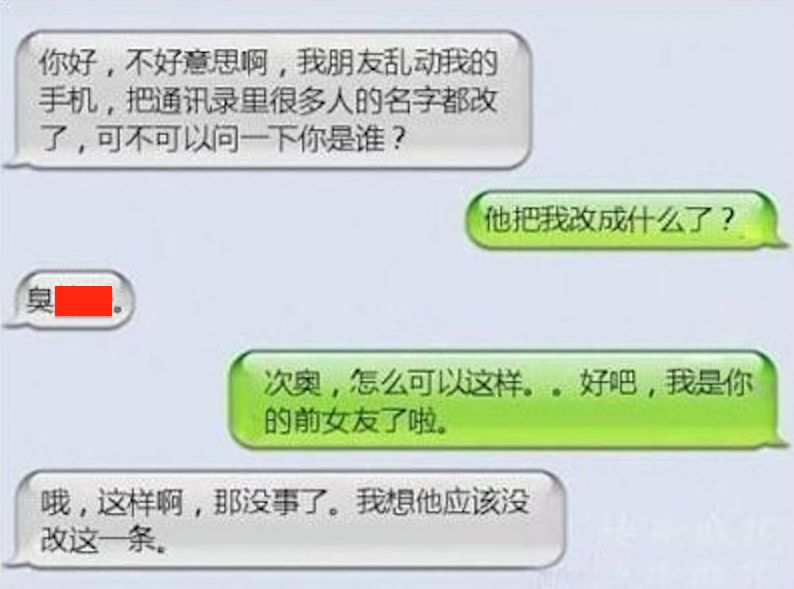 你好，不好意思啊，我朋友乱动我的
手机，把通讯录里很多人的名字都改
了，可不可以问一下你是谁？
他把我改成什么了？
臭。
次奥，怎么可以这样。。好吧，我是你
的前女友了啦。
哦，这样啊，那没事了。我想他应该没
改这一条。